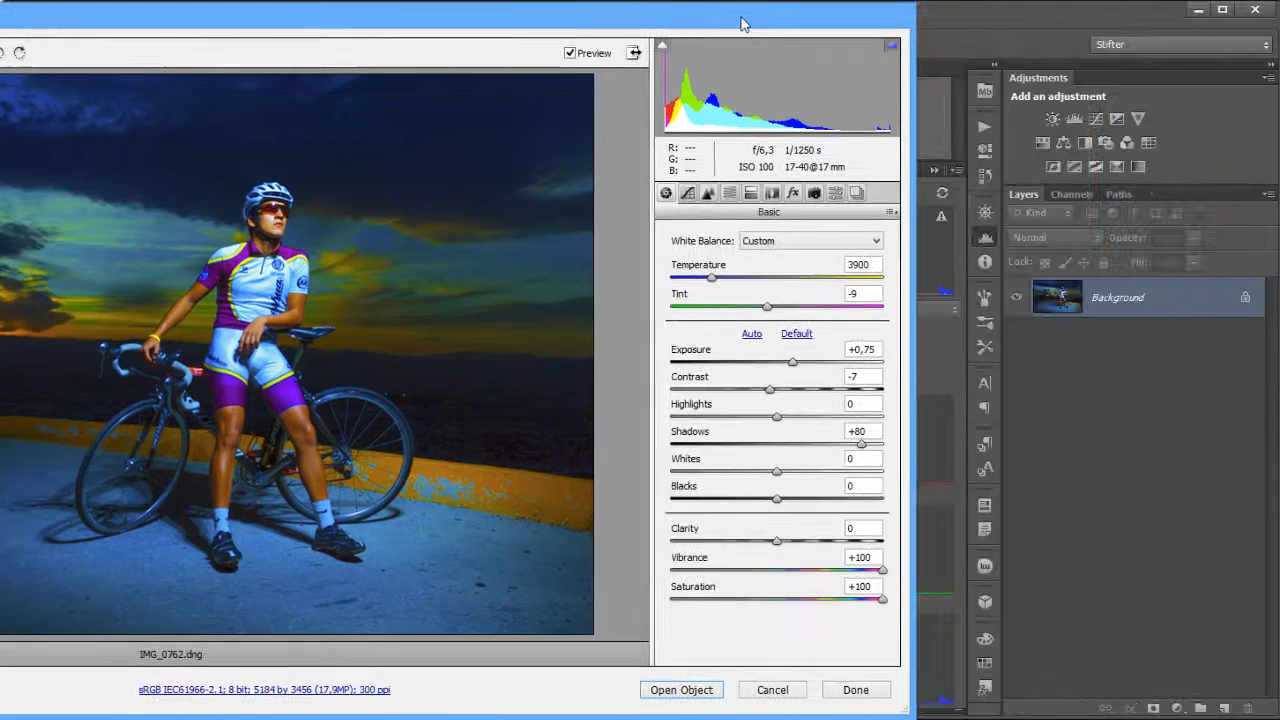 Stifter
Preview
Adjustments
Add an adjustment
R: ---
G: ---
B: ---
f/6,3 1/1250 s
ISO 100 17-40@17 mm
Basic
White Balance: Custom
Temperature 3900
Tint -9
Auto Default
Exposure +0,75
Contrast -7
Highlights 0
Shadows +80
Whites 0
Blacks 0
Clarity 0
Vibrance +100
Saturation +100
IMG_0762.dng
sRGB IEC61966-2.1; 8 bit; 5184 by 3456 (17,9MP); 300 ppi
Open Object Cancel Done
Mb
Layers Channels Paths
Kind
Normal Opacity:
Lock: Fill:
Background
A
ku
fx